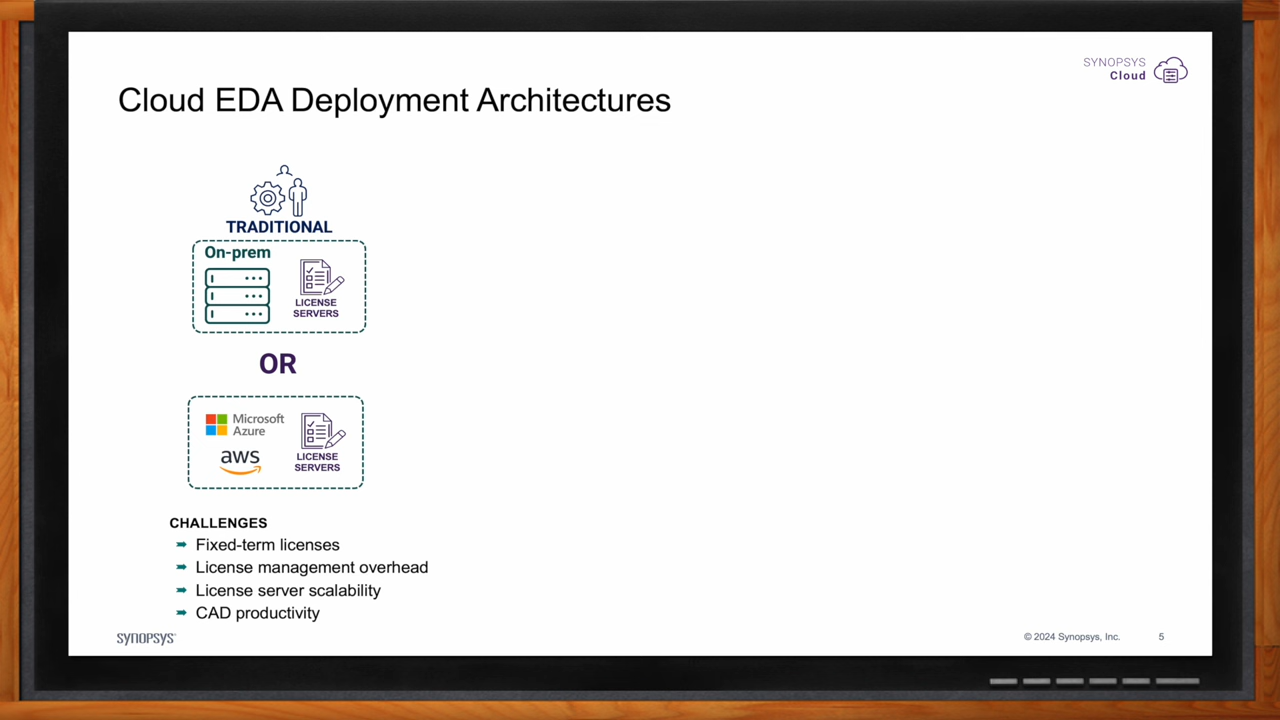 SYNOPSYS
Cloud
Cloud EDA Deployment Architectures
TRADITIONAL
On-prem
LICENSE
SERVERS
OR
Microsoft
Azure
aws
LICENSE
SERVERS
CHALLENGES
Fixed-term licenses
License management overhead
License server scalability
CAD productivity
SYNOPSYS®
© 2024 Synopsys, Inc.
5